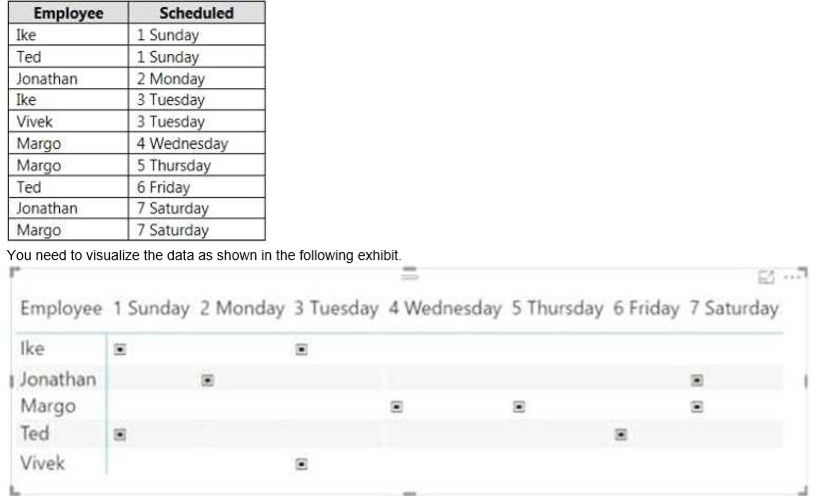 Employee Scheduled
Ike 1 Sunday
Ted 1 Sunday
Jonathan 2 Monday
Ike 3 Tuesday
Vivek 3 Tuesday
Margo 4 Wednesday
Margo 5 Thursday
Ted 6 Friday
Jonathan 7 Saturday
Margo 7 Saturday
You need to visualize the data as shown in the following exhibit.
Employee 1 Sunday 2 Monday 3 Tuesday 4 Wednesday 5 Thursday 6 Friday 7 Saturday
Ike
Jonathan
Margo
Ted
Vivek